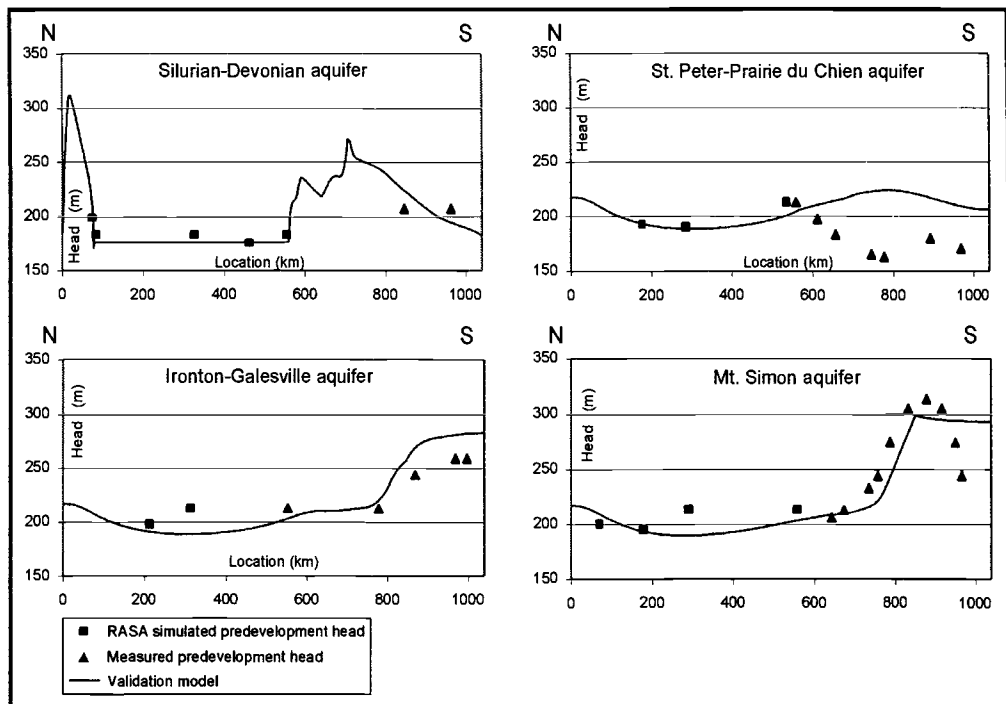 N S
350
Silurian-Devonian aquifer
300
250
Head (m)
200
150
Location (km)
0 200 400 600 800 1000
N S
350
St. Peter-Prairie du Chien aquifer
300
Head (m)
250
200
150
Location (km)
0 200 400 600 800 1000
N S
350
Ironton-Galesville aquifer
Head (m)
300
250
200
Location (km)
150
0 200 400 600 800 1000
N S
350
Mt. Simon aquifer
Head (m)
300
250
200
150
0 200 400 600 800 1000
RASA simulated predevelopment head
Measured predevelopment head
Validation model